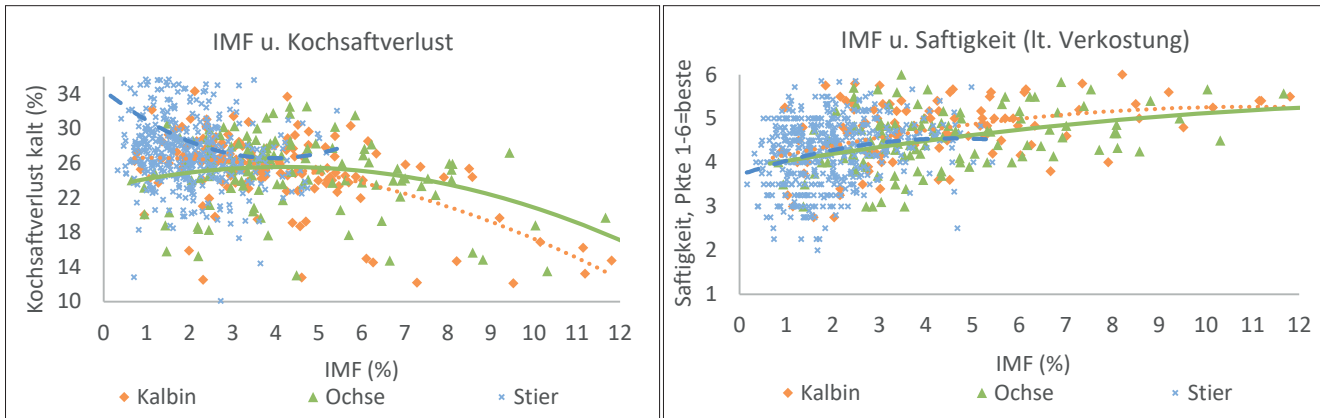 IMF u. Kochsaftverlust
Kochsaftverlust kalt (%)
34
30
26
22
18
14
10
0 1 2 3 4 5 6 7 8 9 10 11 12
IMF (%)
Kalbin Ochse Stier
IMF u. Saftigkeit (lt. Verkostung)
Saftigkeit, Pkte 1-6=beste
6
5
4
3
2
1
0 1 2 3 4 5 6 7 8 9 10 11 12
IMF (%)
Kalbin Ochse Stier